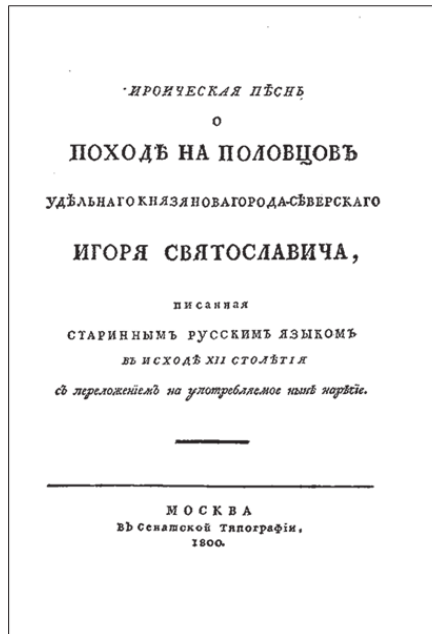 ИРОИЧЕСКАЯ ПѢСНЬ
О
ПОХОДѢ НА ПОЛОВЦОВЪ
УДѢЛЬНАГО КНЯЗЯ НОВАГОРОДА-СѢВЕРСКАГО
ИГОРЯ СВЯТОСЛАВИЧА,
писанная
СТАРИННЫМЪ РУССКИМЪ ЯЗЫКОМЪ
ВЪ ИСХОДѢ XII СТОЛѢТІЯ
съ переложеніемъ на употребляемое нынѣ нарѣчіе.
МОСКВА
Въ Сенатской Типографіи,
1800.